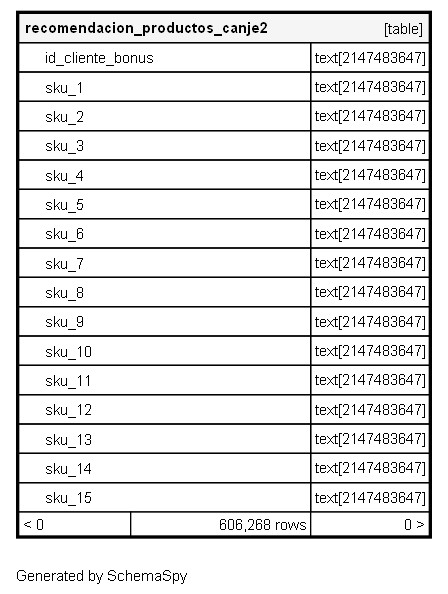 recomendacion_productos_canje2 [table]
id_cliente_bonus text[2147483647]
sku_1 text[2147483647]
sku_2 text[2147483647]
sku_3 text[2147483647]
sku_4 text[2147483647]
sku_5 text[2147483647]
sku_6 text[2147483647]
sku_7 text[2147483647]
sku_8 text[2147483647]
sku_9 text[2147483647]
sku_10 text[2147483647]
sku_11 text[2147483647]
sku_12 text[2147483647]
sku_13 text[2147483647]
sku_14 text[2147483647]
sku_15 text[2147483647]
< 0 606,268 rows 0 >
Generated by SchemaSpy